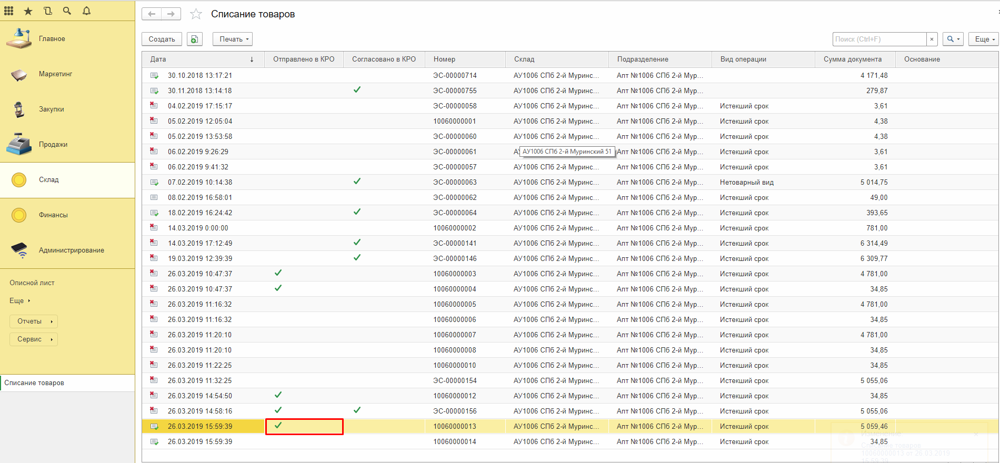 Списание товаров
Создать
Печать
Поиск (Ctrl+F)
×
Еще
Главное
Маркетинг
Закупки
Продажи
Склад
Финансы
Администрирование
Описной лист
Еще
Отчеты
Сервис
Списание товаров
Дата ↓ Отправлено в КРО Согласовано в КРО Номер Склад Подразделение Вид операции Сумма документа Основание
30.10.2018 13:17:21 ЭС-00000714 АУ1006 СПб 2-й Муринс... Апт №1006 СПб 2-й Мур... 4 171,48
30.11.2018 13:14:18 ЭС-00000755 АУ1006 СПб 2-й Муринс... Апт №1006 СПб 2-й Мур... 279,87
04.02.2019 17:15:17 ЭС-00000058 АУ1006 СПб 2-й Муринс... Апт №1006 СПб 2-й Мур... Истекший срок 3,61
05.02.2019 12:05:04 10060000001 АУ1006 СПб 2-й Муринс... Апт №1006 СПб 2-й Мур... Истекший срок 4,38
05.02.2019 13:53:58 ЭС-00000060 АУ1006 СПб 2-й Муринс... Апт №1006 СПб 2-й Мур... Истекший срок 4,38
06.02.2019 9:26:29 ЭС-00000061 АУ1006 СПб 2-й Муринский 51 Апт №1006 СПб 2-й Мур... Истекший срок 3,61
06.02.2019 9:41:32 ЭС-00000057 АУ1006 СПб 2-й Муринс... Апт №1006 СПб 2-й Мур... Истекший срок 3,61
07.02.2019 10:14:38 ЭС-00000063 АУ1006 СПб 2-й Муринс... Апт №1006 СПб 2-й Мур... Нетоварный вид 5 014,75
08.02.2019 16:58:01 ЭС-00000062 АУ1006 СПб 2-й Муринс... Апт №1006 СПб 2-й Мур... Истекший срок 49,00
18.02.2019 16:24:42 ЭС-00000064 АУ1006 СПб 2-й Муринс... Апт №1006 СПб 2-й Мур... Истекший срок 393,65
14.03.2019 0:00:00 10060000002 АУ1006 СПб 2-й Муринс... Апт №1006 СПб 2-й Мур... Истекший срок 781,00
14.03.2019 17:12:49 ЭС-00000141 АУ1006 СПб 2-й Муринс... Апт №1006 СПб 2-й Мур... Истекший срок 6 314,49
19.03.2019 12:39:39 ЭС-00000146 АУ1006 СПб 2-й Муринс... Апт №1006 СПб 2-й Мур... Истекший срок 6 309,77
26.03.2019 10:47:37 10060000003 АУ1006 СПб 2-й Муринс... Апт №1006 СПб 2-й Мур... Истекший срок 4 781,00
26.03.2019 10:47:37 10060000004 АУ1006 СПб 2-й Муринс... Апт №1006 СПб 2-й Мур... Истекший срок 34,85
26.03.2019 11:16:32 10060000005 АУ1006 СПб 2-й Муринс... Апт №1006 СПб 2-й Мур... Истекший срок 4 781,00
26.03.2019 11:16:32 10060000006 АУ1006 СПб 2-й Муринс... Апт №1006 СПб 2-й Мур... Истекший срок 34,85
26.03.2019 11:20:10 10060000007 АУ1006 СПб 2-й Муринс... Апт №1006 СПб 2-й Мур... Истекший срок 4 781,00
26.03.2019 11:20:10 10060000008 АУ1006 СПб 2-й Муринс... Апт №1006 СПб 2-й Мур... Истекший срок 34,85
26.03.2019 11:22:25 10060000010 АУ1006 СПб 2-й Муринс... Апт №1006 СПб 2-й Мур... Истекший срок 34,85
26.03.2019 11:32:25 ЭС-00000154 АУ1006 СПб 2-й Муринс... Апт №1006 СПб 2-й Мур... Истекший срок 5 055,06
26.03.2019 14:54:50 10060000012 АУ1006 СПб 2-й Муринс... Апт №1006 СПб 2-й Мур... Истекший срок 34,85
26.03.2019 14:58:16 ЭС-00000156 АУ1006 СПб 2-й Муринс... Апт №1006 СПб 2-й Мур... Истекший срок 5 055,06
26.03.2019 15:59:39 10060000013 АУ1006 СПб 2-й Муринс... Апт №1006 СПб 2-й Мур... Истекший срок 5 059,46
26.03.2019 15:59:39 10060000014 АУ1006 СПб 2-й Муринс... Апт №1006 СПб 2-й Мур... Истекший срок 34,85
Изменение
Списание товаров
10060000013 от 26.03.2019
15:59:39